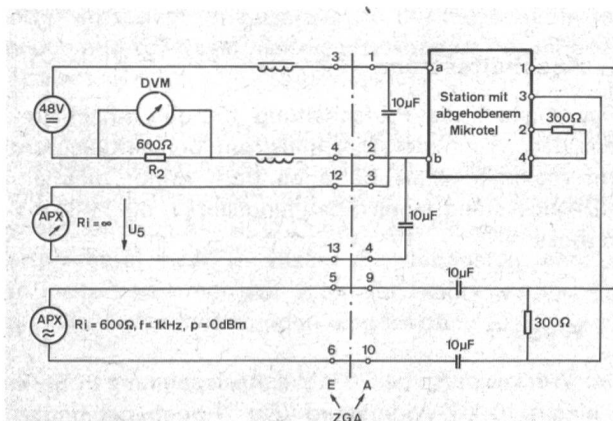 3 1
a 1
DVM
10µF
3
48V
Station mit
abgehobenem
Mikrotel
2 300Ω
600Ω
R2
4 2
b 4
12 3
10µF
APX Ri = ∞ U5
13 4
5 9
10µF
APX Ri = 600Ω, f = 1kHz, p = 0dBm
300Ω
10µF
6 10
E A
ZGA